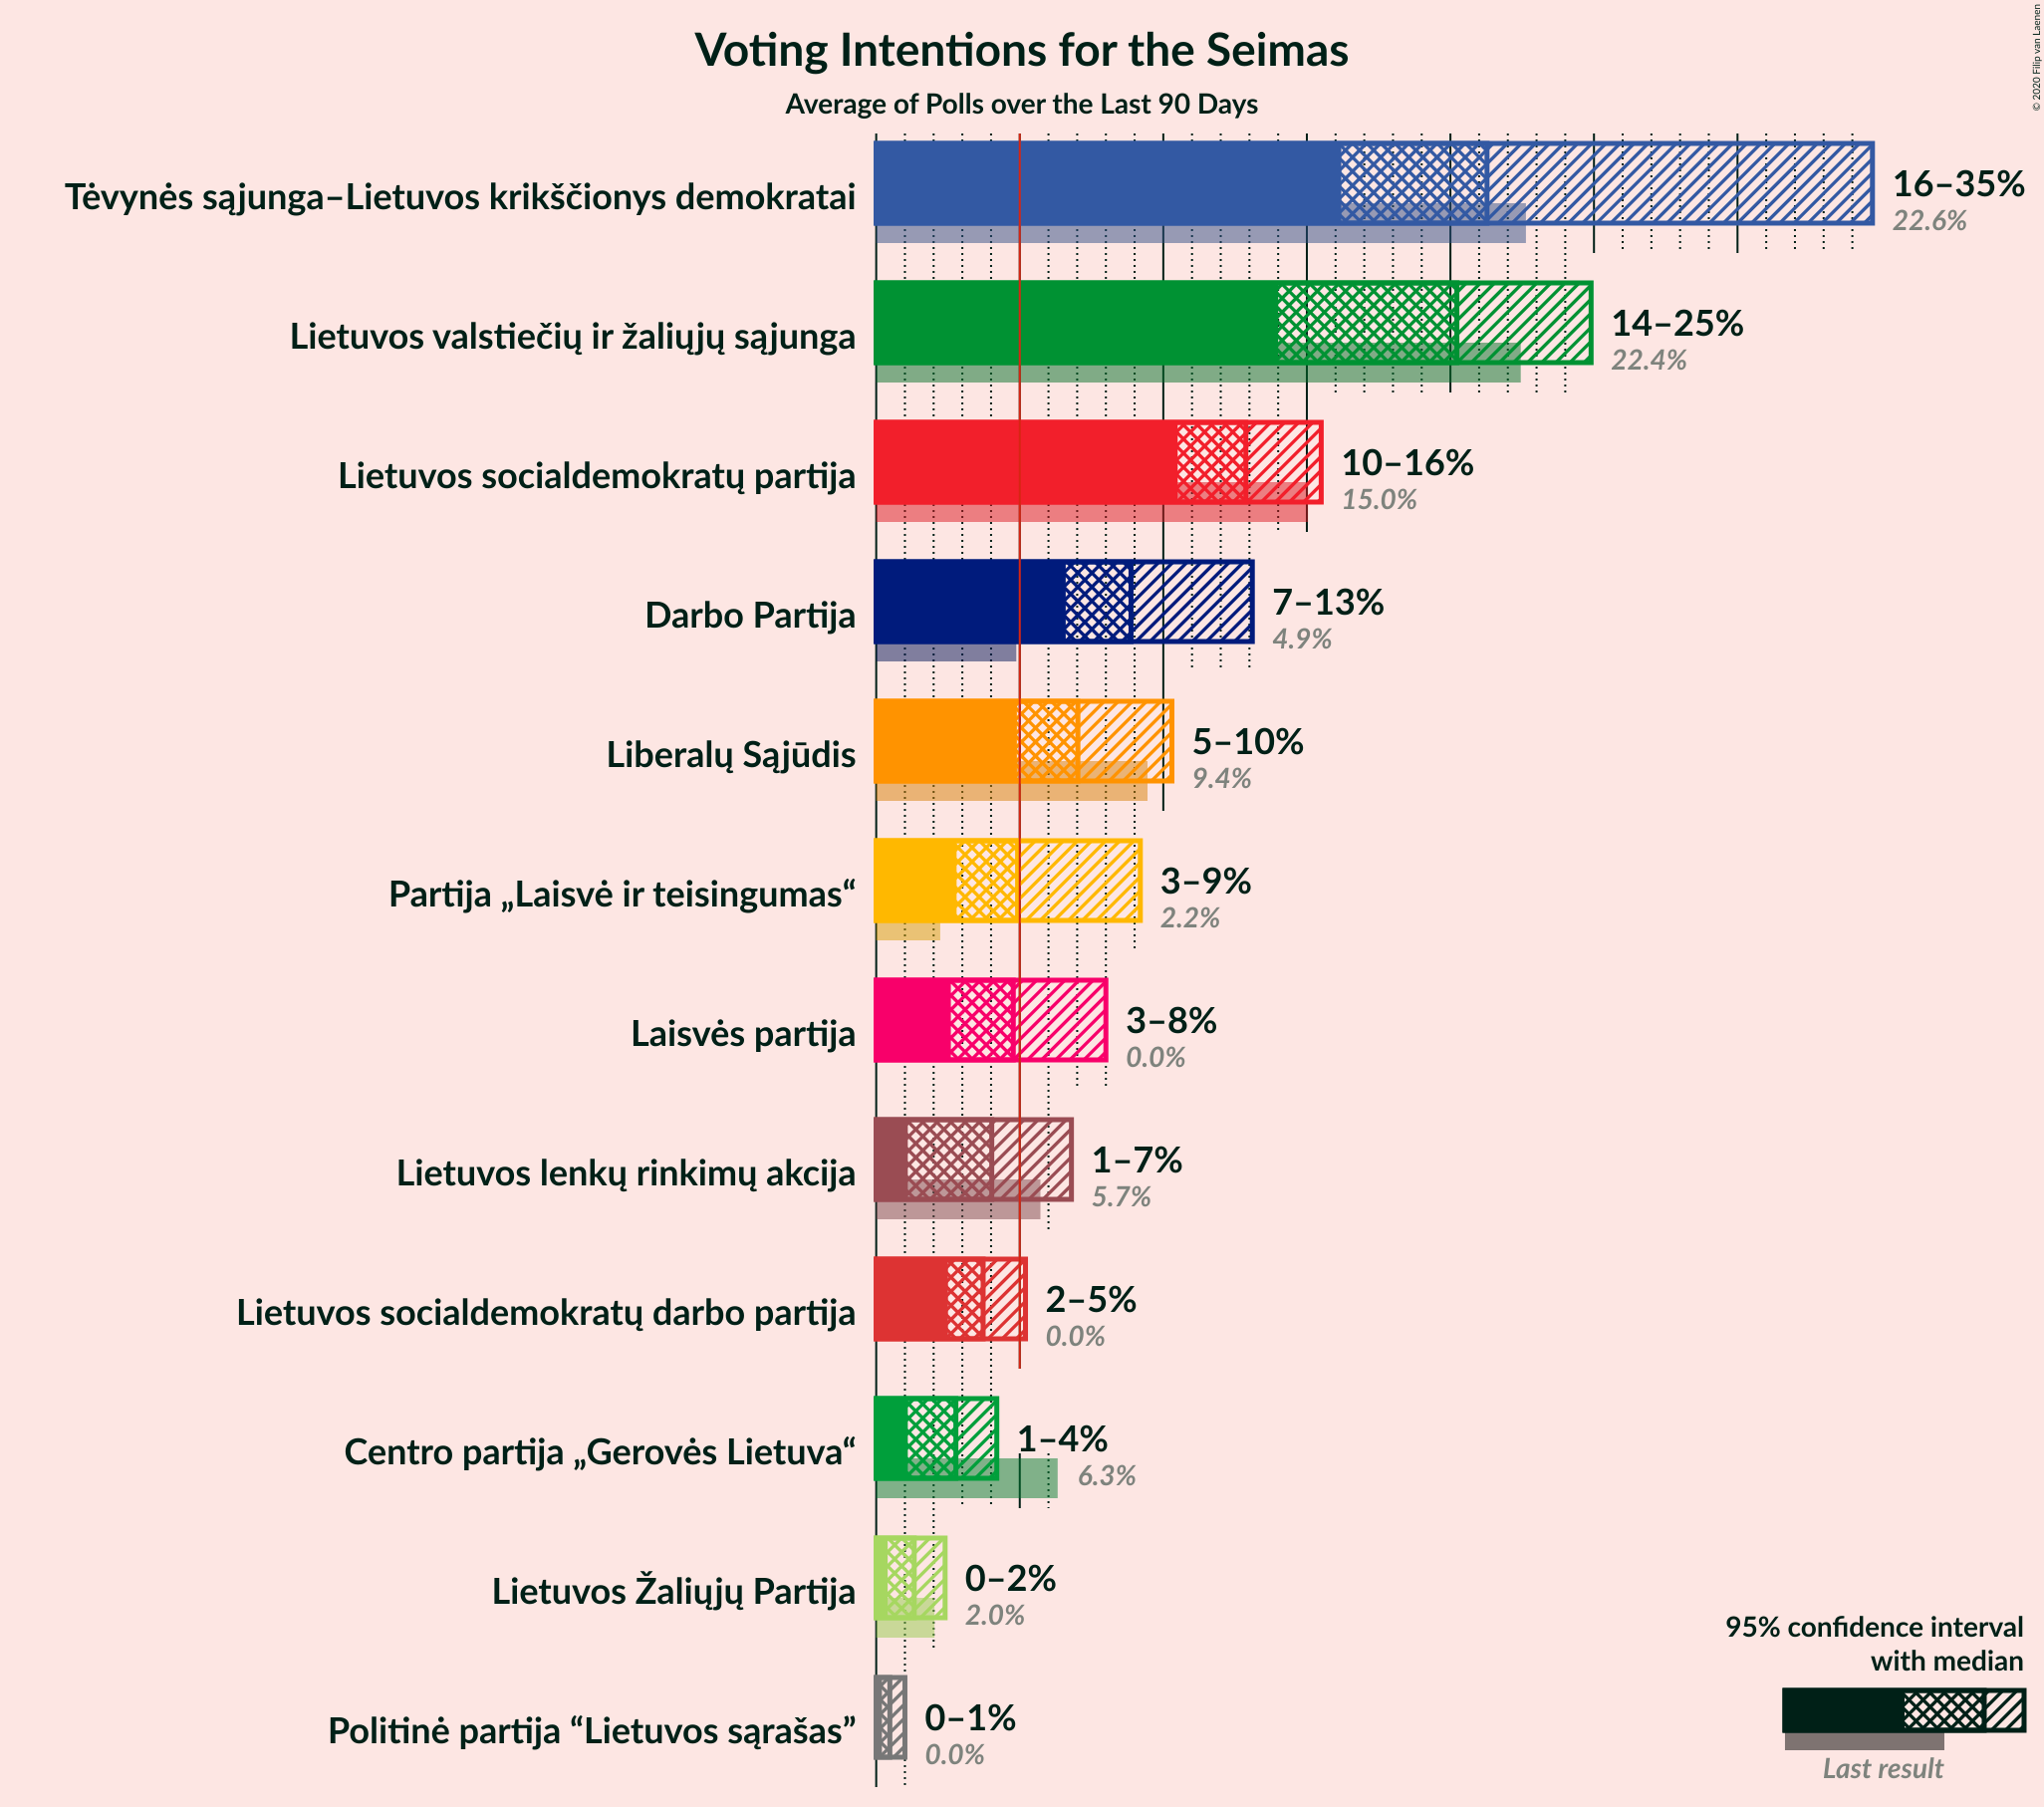 © 2020 Filip van Laenen
Voting Intentions for the Seimas
Average of Polls over the Last 90 Days
Tėvynės sąjunga–Lietuvos krikščionys demokratai
16–35%
22.6%
Lietuvos valstiečių ir žaliųjų sąjunga
14–25%
22.4%
Lietuvos socialdemokratų partija
10–16%
15.0%
Darbo Partija
7–13%
4.9%
Liberalų Sąjūdis
5–10%
9.4%
Partija „Laisvė ir teisingumas“
3–9%
2.2%
Laisvės partija
3–8%
0.0%
Lietuvos lenkų rinkimų akcija
1–7%
5.7%
Lietuvos socialdemokratų darbo partija
2–5%
0.0%
Centro partija „Gerovės Lietuva“
1–4%
6.3%
Lietuvos Žaliųjų Partija
0–2%
2.0%
Politinė partija “Lietuvos sąrašas”
0–1%
0.0%
95% confidence interval
with median
Last result